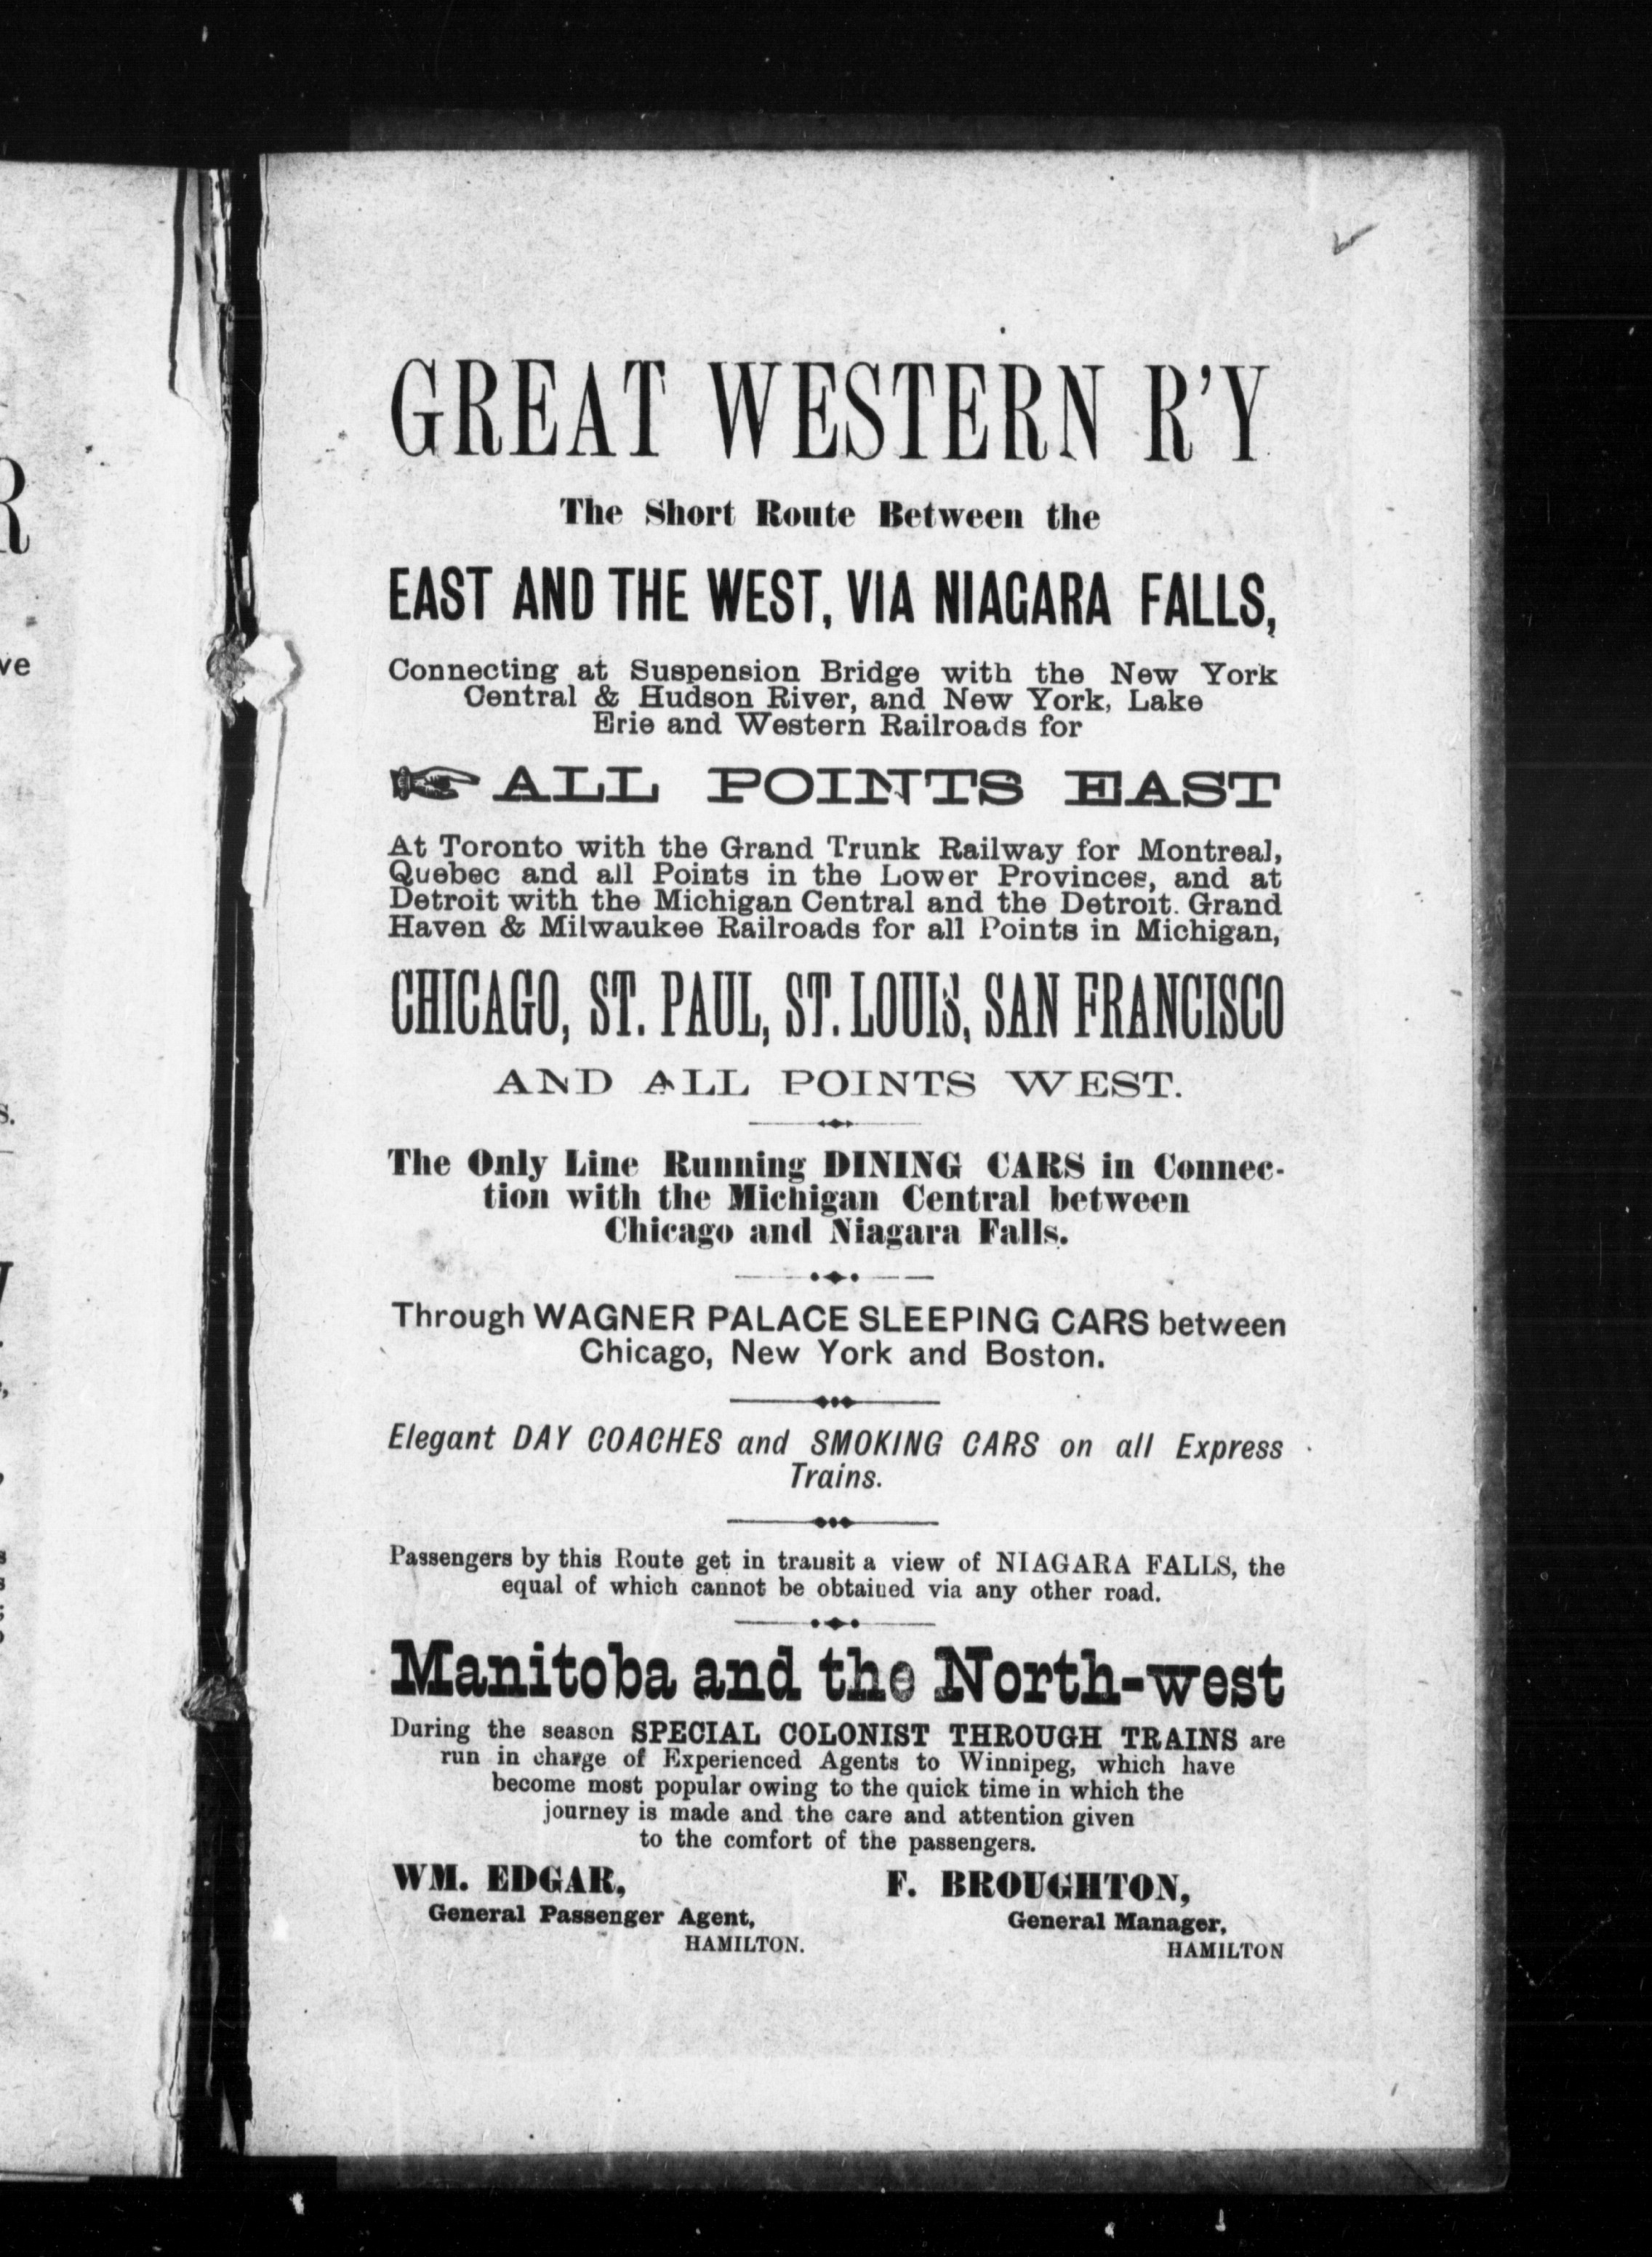 GREAT WESTERN R'Y
The Short Route Between the
EAST AND THE WEST, VIA NIAGARA FALLS,
Connecting at Suspension Bridge with the New York
Central & Hudson River, and New York, Lake
Erie and Western Railroads for
ALL POINTS EAST
At Toronto with the Grand Trunk Railway for Montreal,
Quebec and all Points in the Lower Provinces, and at
Detroit with the Michigan Central and the Detroit. Grand
Haven & Milwaukee Railroads for all Points in Michigan,
CHICAGO, ST. PAUL, ST. LOUIS, SAN FRANCISCO
AND ALL POINTS WEST.
The Only Line Running DINING CARS in Connec-
tion with the Michigan Central between
Chicago and Niagara Falls.
Through WAGNER PALACE SLEEPING CARS between
Chicago, New York and Boston.
Elegant DAY COACHES and SMOKING CARS on all Express
Trains.
Passengers by this Route get in transit a view of NIAGARA FALLS, the
equal of which cannot be obtained via any other road.
Manitoba and the North-west
During the season SPECIAL COLONIST THROUGH TRAINS are
run in charge of Experienced Agents to Winnipeg, which have
become most popular owing to the quick time in which the
journey is made and the care and attention given
to the comfort of the passengers.
WM. EDGAR,
General Passenger Agent,
HAMILTON.
F. BROUGHTON,
General Manager,
HAMILTON